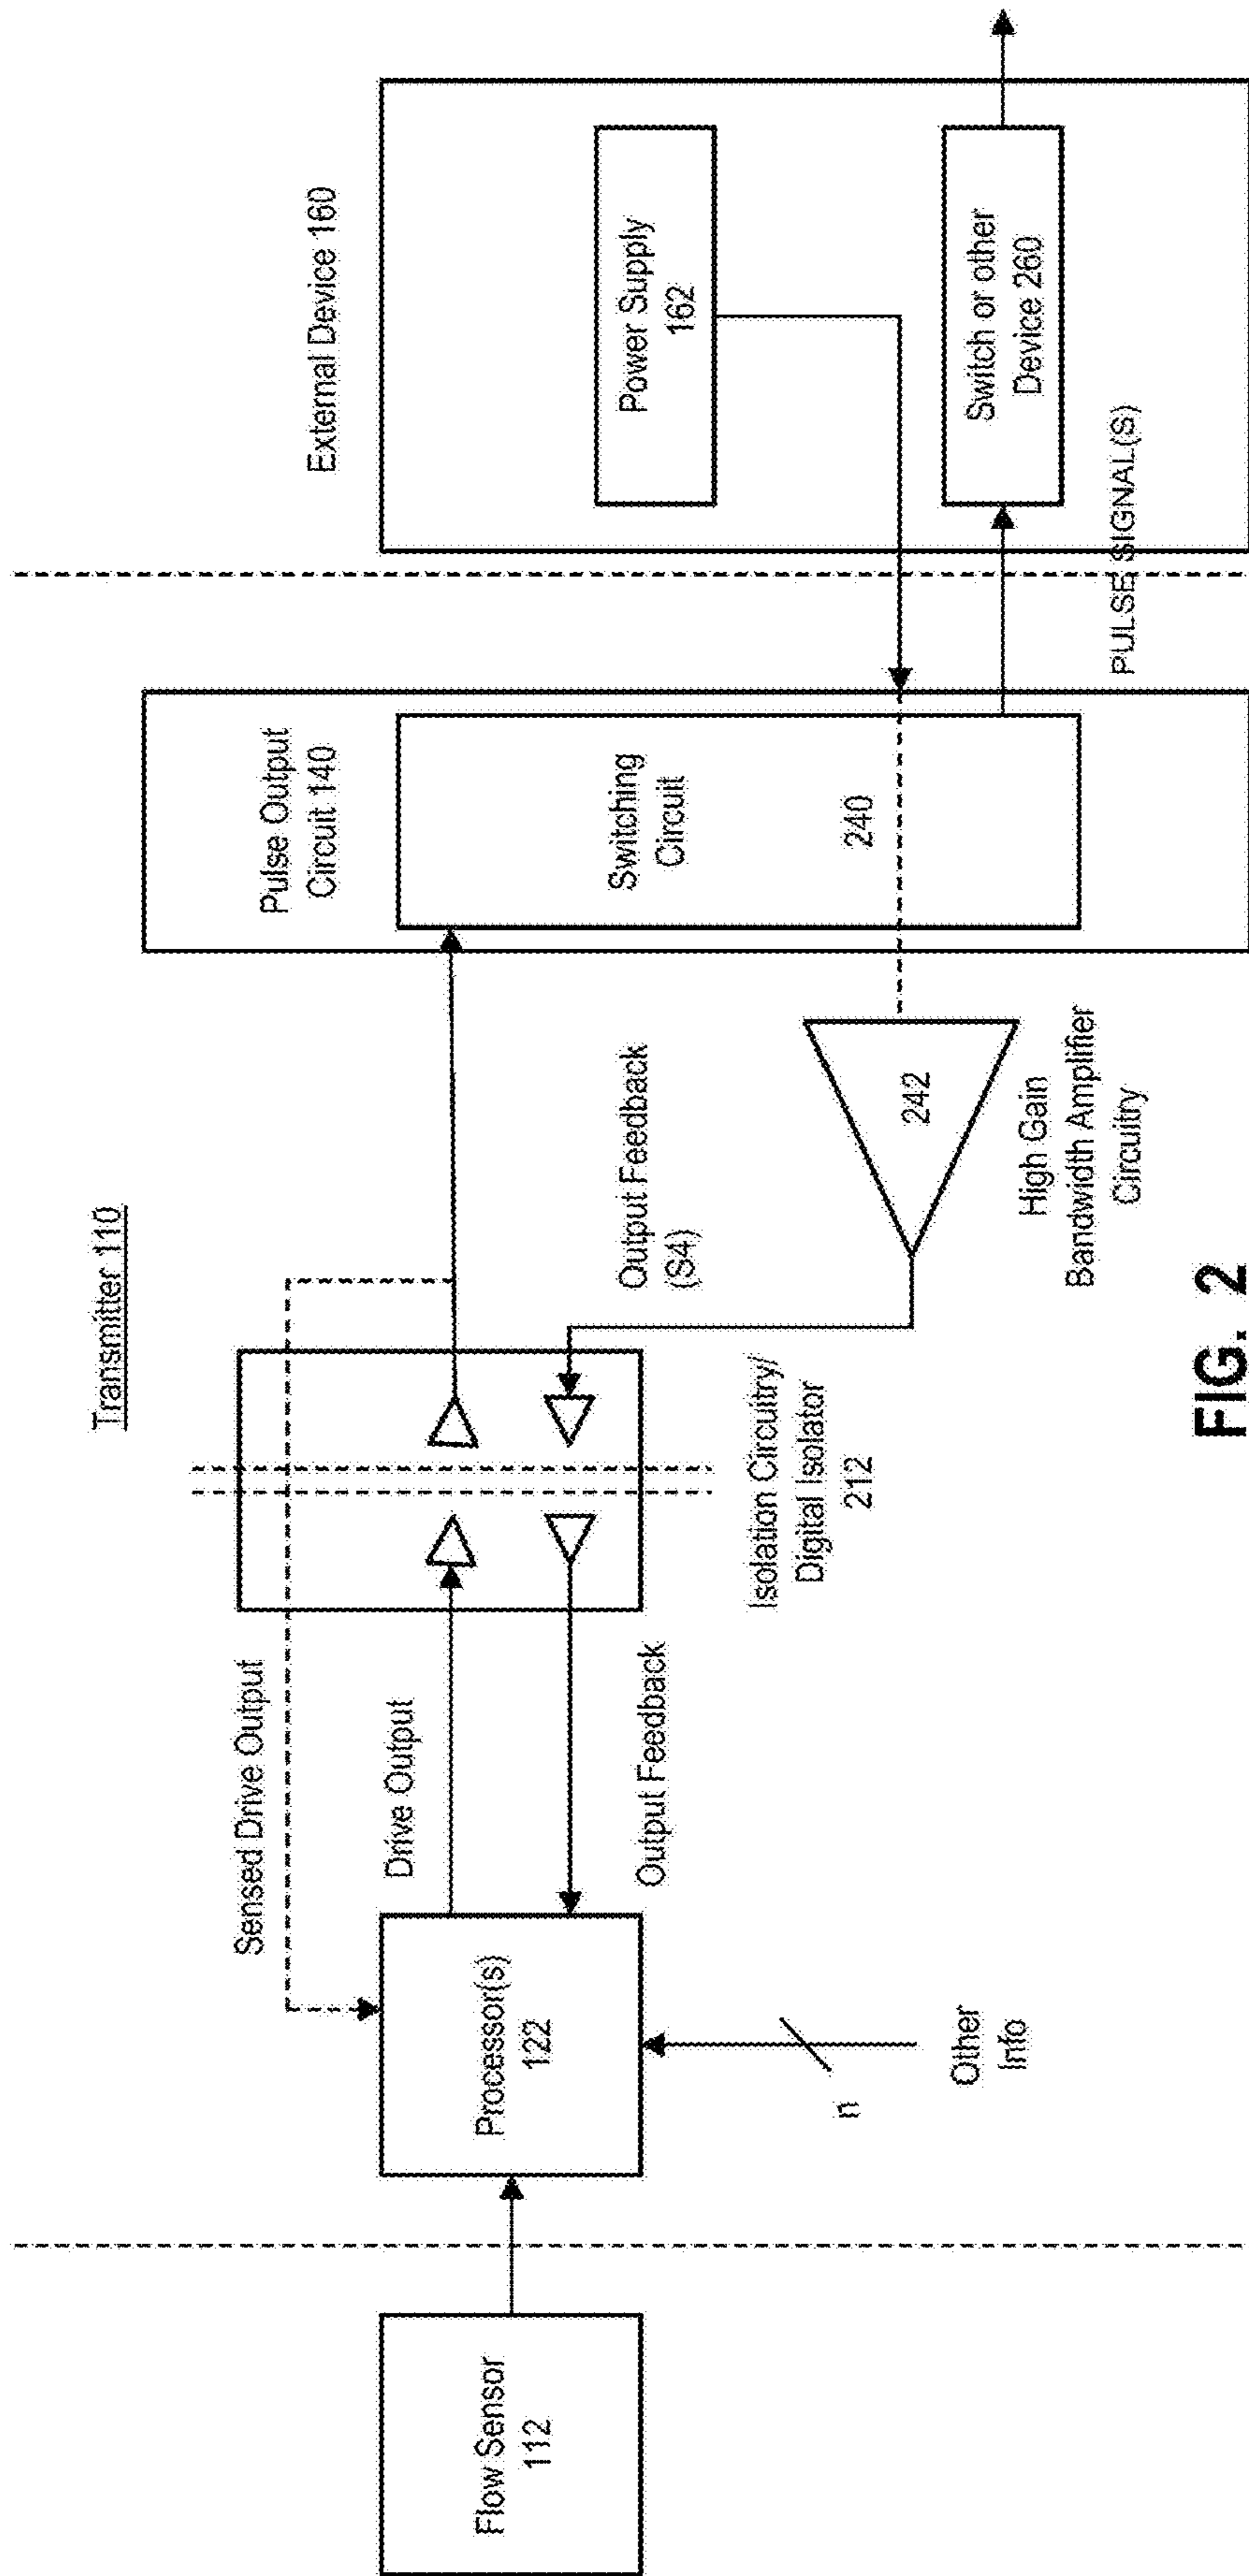 Transmitter 110
External Device 160
Flow Sensor
112
Processor(s)
122
Other
Info
n
Sensed Drive Output
Drive Output
Output Feedback
Isolation Circuitry/
Digital Isolator
212
Output Feedback
(S4)
242
High Gain
Bandwidth Amplifier
Circuitry
Pulse Output
Circuit 140
Switching
Circuit
240
PULSE SIGNAL(S)
Power Supply
162
Switch or other
Device 260
FIG. 2